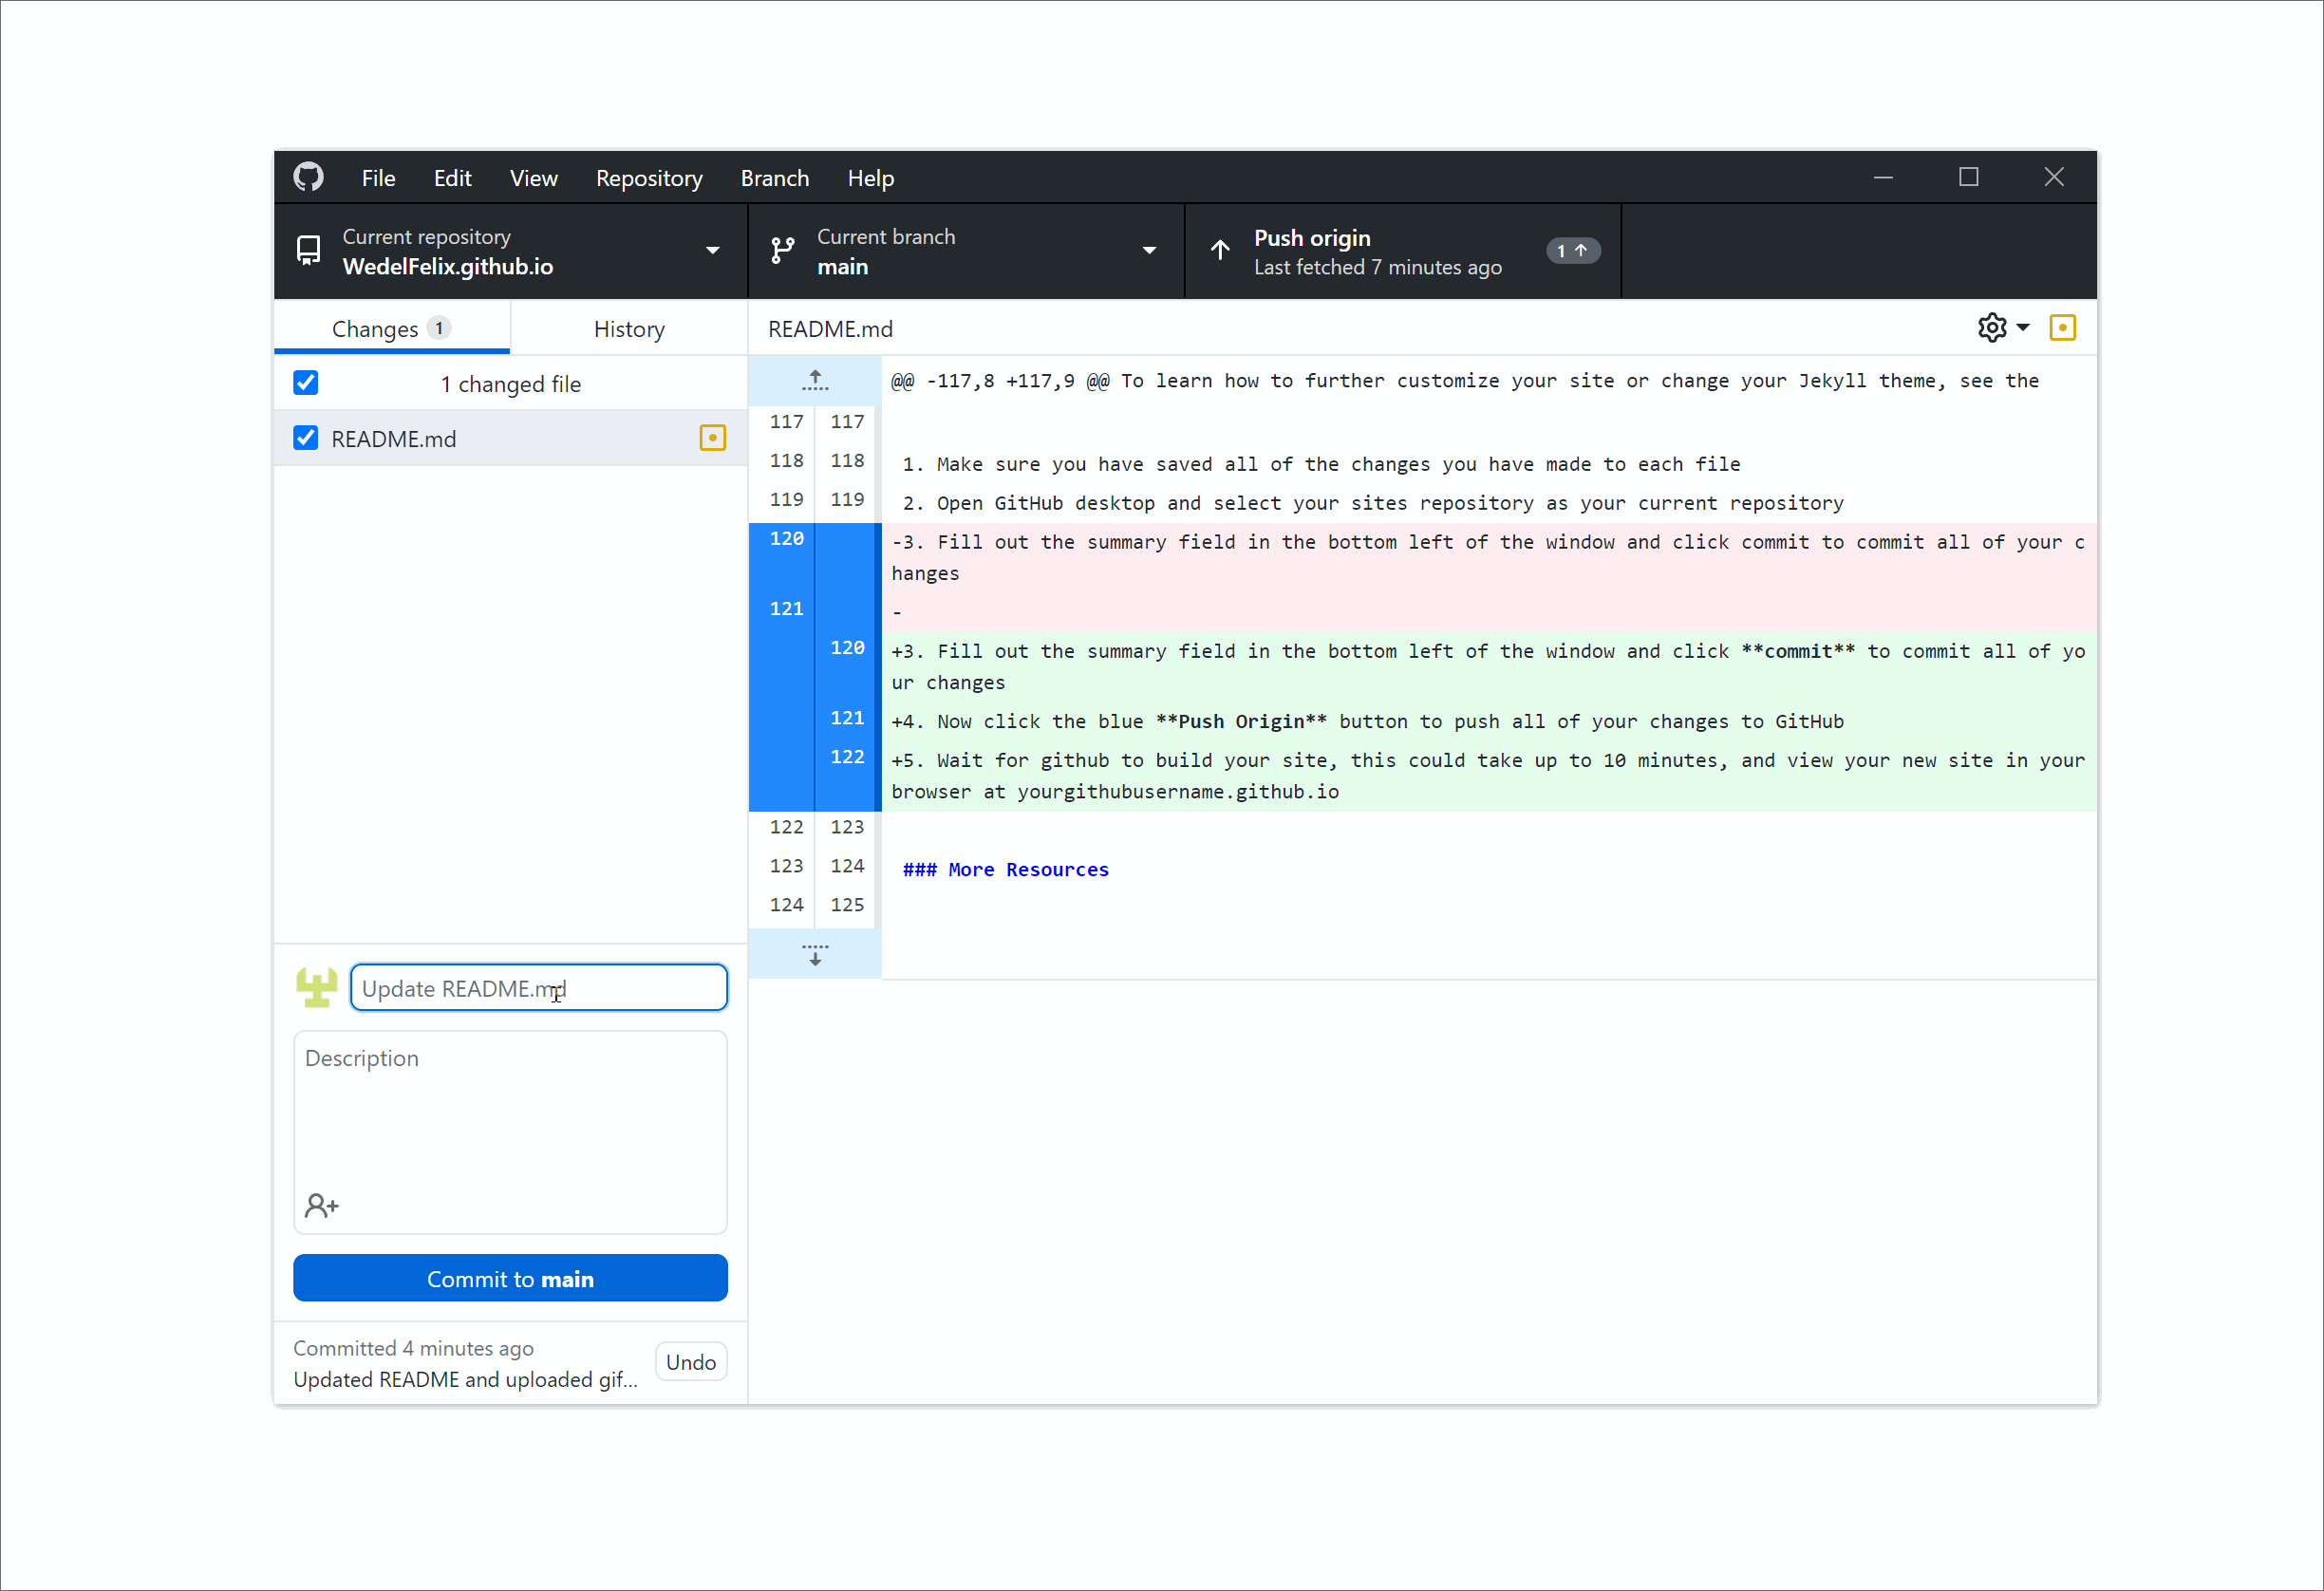 File Edit View Repository Branch Help
Current repository
WedelFelix.github.io
Current branch
main
Push origin
Last fetched 7 minutes ago
1
Changes 1
History
README.md
1 changed file
README.md
@@ -117,8 +117,9 @@ To learn how to further customize your site or change your Jekyll theme, see the
117 117
118 118 1. Make sure you have saved all of the changes you have made to each file
119 119 2. Open GitHub desktop and select your sites repository as your current repository
120 -3. Fill out the summary field in the bottom left of the window and click commit to commit all of your c
hanges
121 -
120 +3. Fill out the summary field in the bottom left of the window and click **commit** to commit all of yo
ur changes
121 +4. Now click the blue **Push Origin** button to push all of your changes to GitHub
122 +5. Wait for github to build your site, this could take up to 10 minutes, and view your new site in your
browser at yourgithubusername.github.io
122 123
123 124 ### More Resources
124 125
Update README.md
Description
Commit to main
Committed 4 minutes ago
Updated README and uploaded gif...
Undo